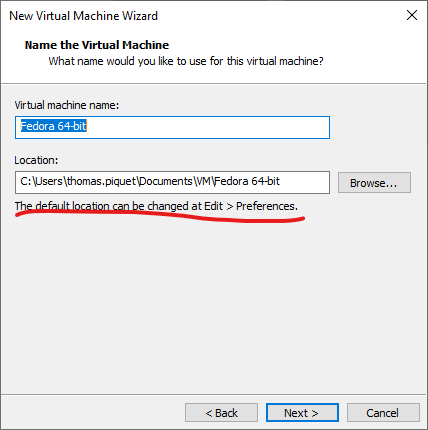 New Virtual Machine Wizard
Name the Virtual Machine
What name would you like to use for this virtual machine?
Virtual machine name:
Fedora 64-bit
Location:
C:\Users\thomas.piquet\Documents\VM\Fedora 64-bit
Browse...
The default location can be changed at Edit > Preferences.
< Back
Next >
Cancel